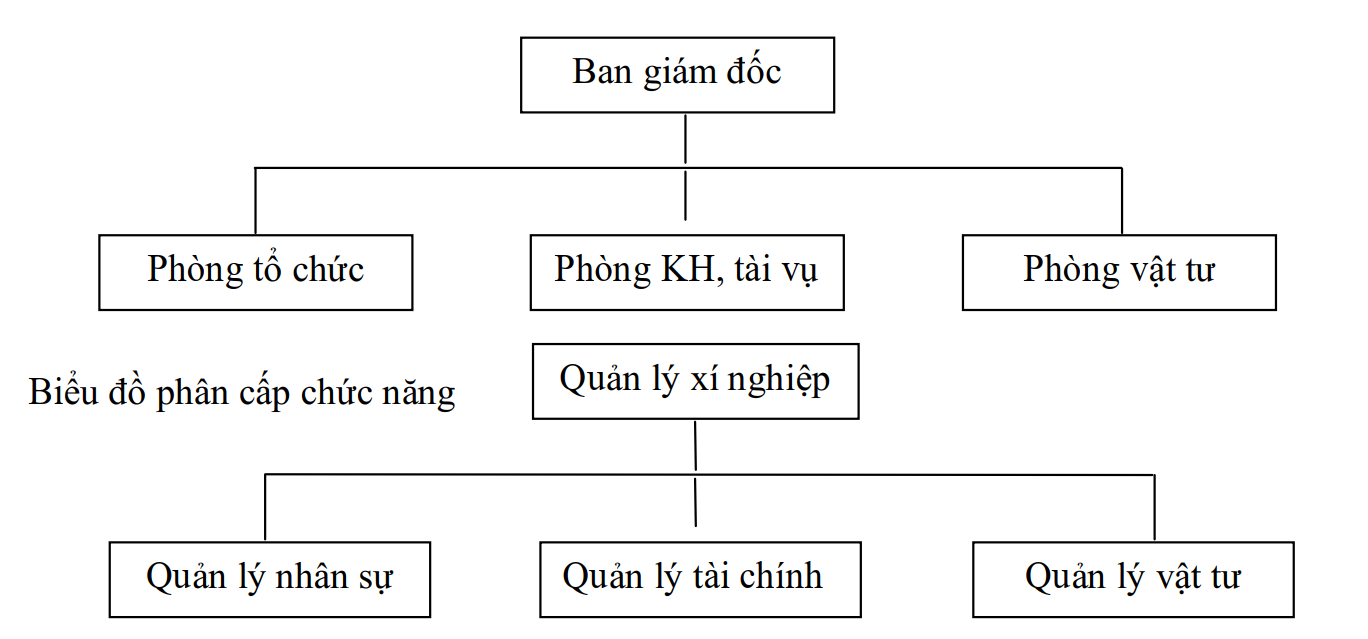 Ban giám đốc
Phòng tổ chức
Phòng KH, tài vụ
Phòng vật tư
Biểu đồ phân cấp chức năng
Quản lý xí nghiệp
Quản lý nhân sự
Quản lý tài chính
Quản lý vật tư